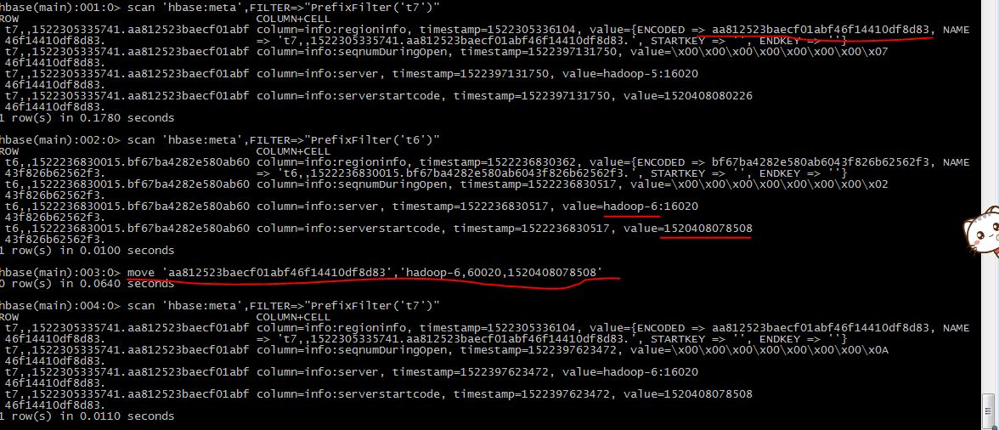 hbase(main):001:0> scan 'hbase:meta',FILTER=>"PrefixFilter('t7')"
ROW COLUMN+CELL
t7,,1522305335741.aa812523baecf01abf column=info:regioninfo, timestamp=1522305336104, value={ENCODED => aa812523baecf01abf46f14410df8d83, NAME
46f14410df8d83. => 't7,,1522305335741.aa812523baecf01abf46f14410df8d83.', STARTKEY => '', ENDKEY => ''}
t7,,1522305335741.aa812523baecf01abf column=info:seqnumDuringOpen, timestamp=1522397131750, value=\x00\x00\x00\x00\x00\x00\x00\x07
46f14410df8d83.
t7,,1522305335741.aa812523baecf01abf column=info:server, timestamp=1522397131750, value=hadoop-5:16020
46f14410df8d83.
t7,,1522305335741.aa812523baecf01abf column=info:serverstartcode, timestamp=1522397131750, value=1520408080226
46f14410df8d83.
1 row(s) in 0.1780 seconds
hbase(main):002:0> scan 'hbase:meta',FILTER=>"PrefixFilter('t6')"
ROW COLUMN+CELL
t6,,1522236830015.bf67ba4282e580ab60 column=info:regioninfo, timestamp=1522236830362, value={ENCODED => bf67ba4282e580ab6043f826b62562f3, NAME
43f826b62562f3. => 't6,,1522236830015.bf67ba4282e580ab6043f826b62562f3.', STARTKEY => '', ENDKEY => ''}
t6,,1522236830015.bf67ba4282e580ab60 column=info:seqnumDuringOpen, timestamp=1522236830517, value=\x00\x00\x00\x00\x00\x00\x00\x02
43f826b62562f3.
t6,,1522236830015.bf67ba4282e580ab60 column=info:server, timestamp=1522236830517, value=hadoop-6:16020
43f826b62562f3.
t6,,1522236830015.bf67ba4282e580ab60 column=info:serverstartcode, timestamp=1522236830517, value=1520408078508
43f826b62562f3.
1 row(s) in 0.0100 seconds
hbase(main):003:0> move 'aa812523baecf01abf46f14410df8d83','hadoop-6,60020,1520408078508'
0 row(s) in 0.0640 seconds
hbase(main):004:0> scan 'hbase:meta',FILTER=>"PrefixFilter('t7')"
ROW COLUMN+CELL
t7,,1522305335741.aa812523baecf01abf column=info:regioninfo, timestamp=1522305336104, value={ENCODED => aa812523baecf01abf46f14410df8d83, NAME
46f14410df8d83. => 't7,,1522305335741.aa812523baecf01abf46f14410df8d83.', STARTKEY => '', ENDKEY => ''}
t7,,1522305335741.aa812523baecf01abf column=info:seqnumDuringOpen, timestamp=1522397623472, value=\x00\x00\x00\x00\x00\x00\x00\x0A
46f14410df8d83.
t7,,1522305335741.aa812523baecf01abf column=info:server, timestamp=1522397623472, value=hadoop-6:16020
46f14410df8d83.
t7,,1522305335741.aa812523baecf01abf column=info:serverstartcode, timestamp=1522397623472, value=1520408078508
46f14410df8d83.
1 row(s) in 0.0110 seconds